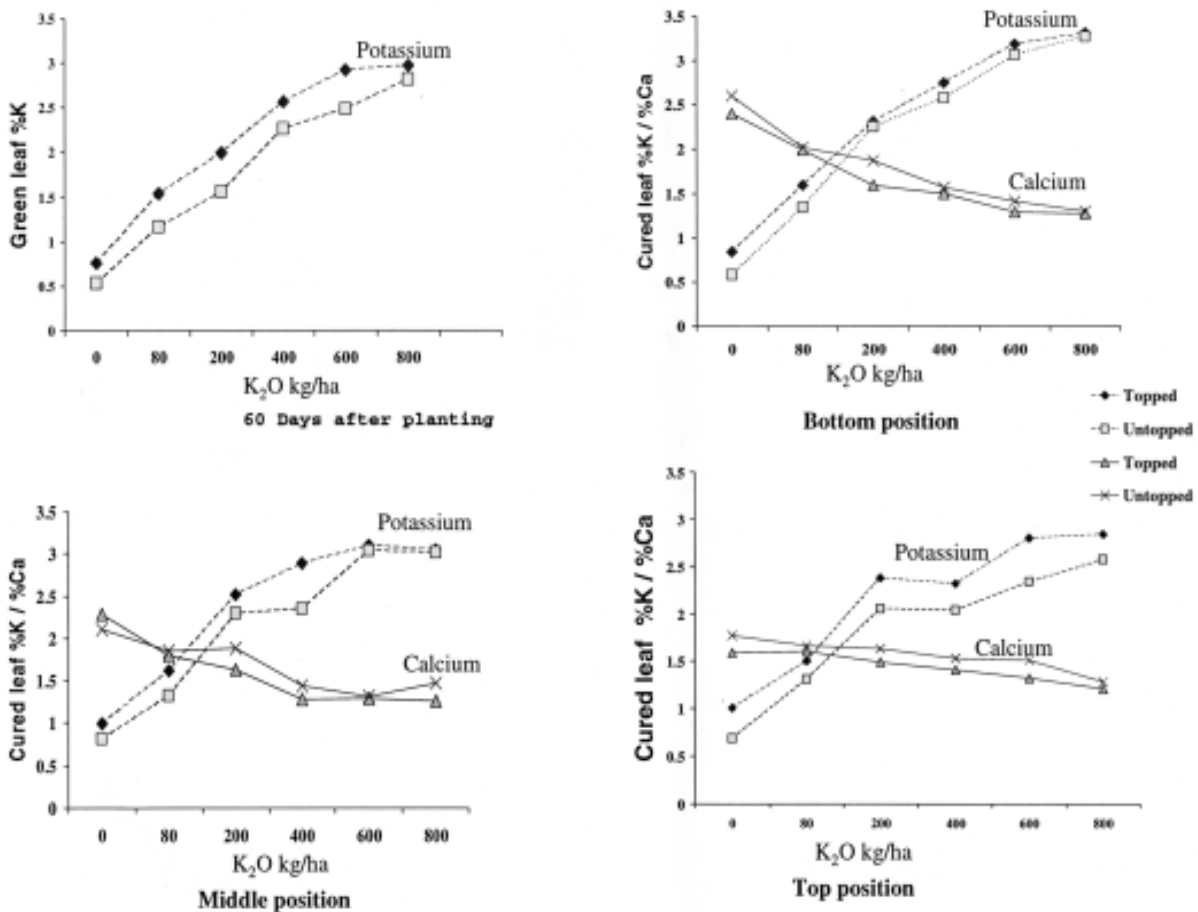 Green leaf %K
3.5
3
2.5
2
1.5
1
0.5
0
Potassium
0 80 200 400 600 800
K₂O kg/ha
60 Days after planting
Cured leaf %K / %Ca
3.5
3
2.5
2
1.5
1
0.5
0
Potassium
Calcium
0 80 200 400 600 800
K₂O kg/ha
Bottom position
Topped
Untopped
Topped
Untopped
Cured leaf %K / %Ca
3.5
3
2.5
2
1.5
1
0.5
0
Potassium
Calcium
0 80 200 400 600 800
K₂O kg/ha
Middle position
Cured leaf %K / %Ca
3.5
3
2.5
2
1.5
1
0.5
0
Potassium
Calcium
0 80 200 400 600 800
K₂O kg/ha
Top position